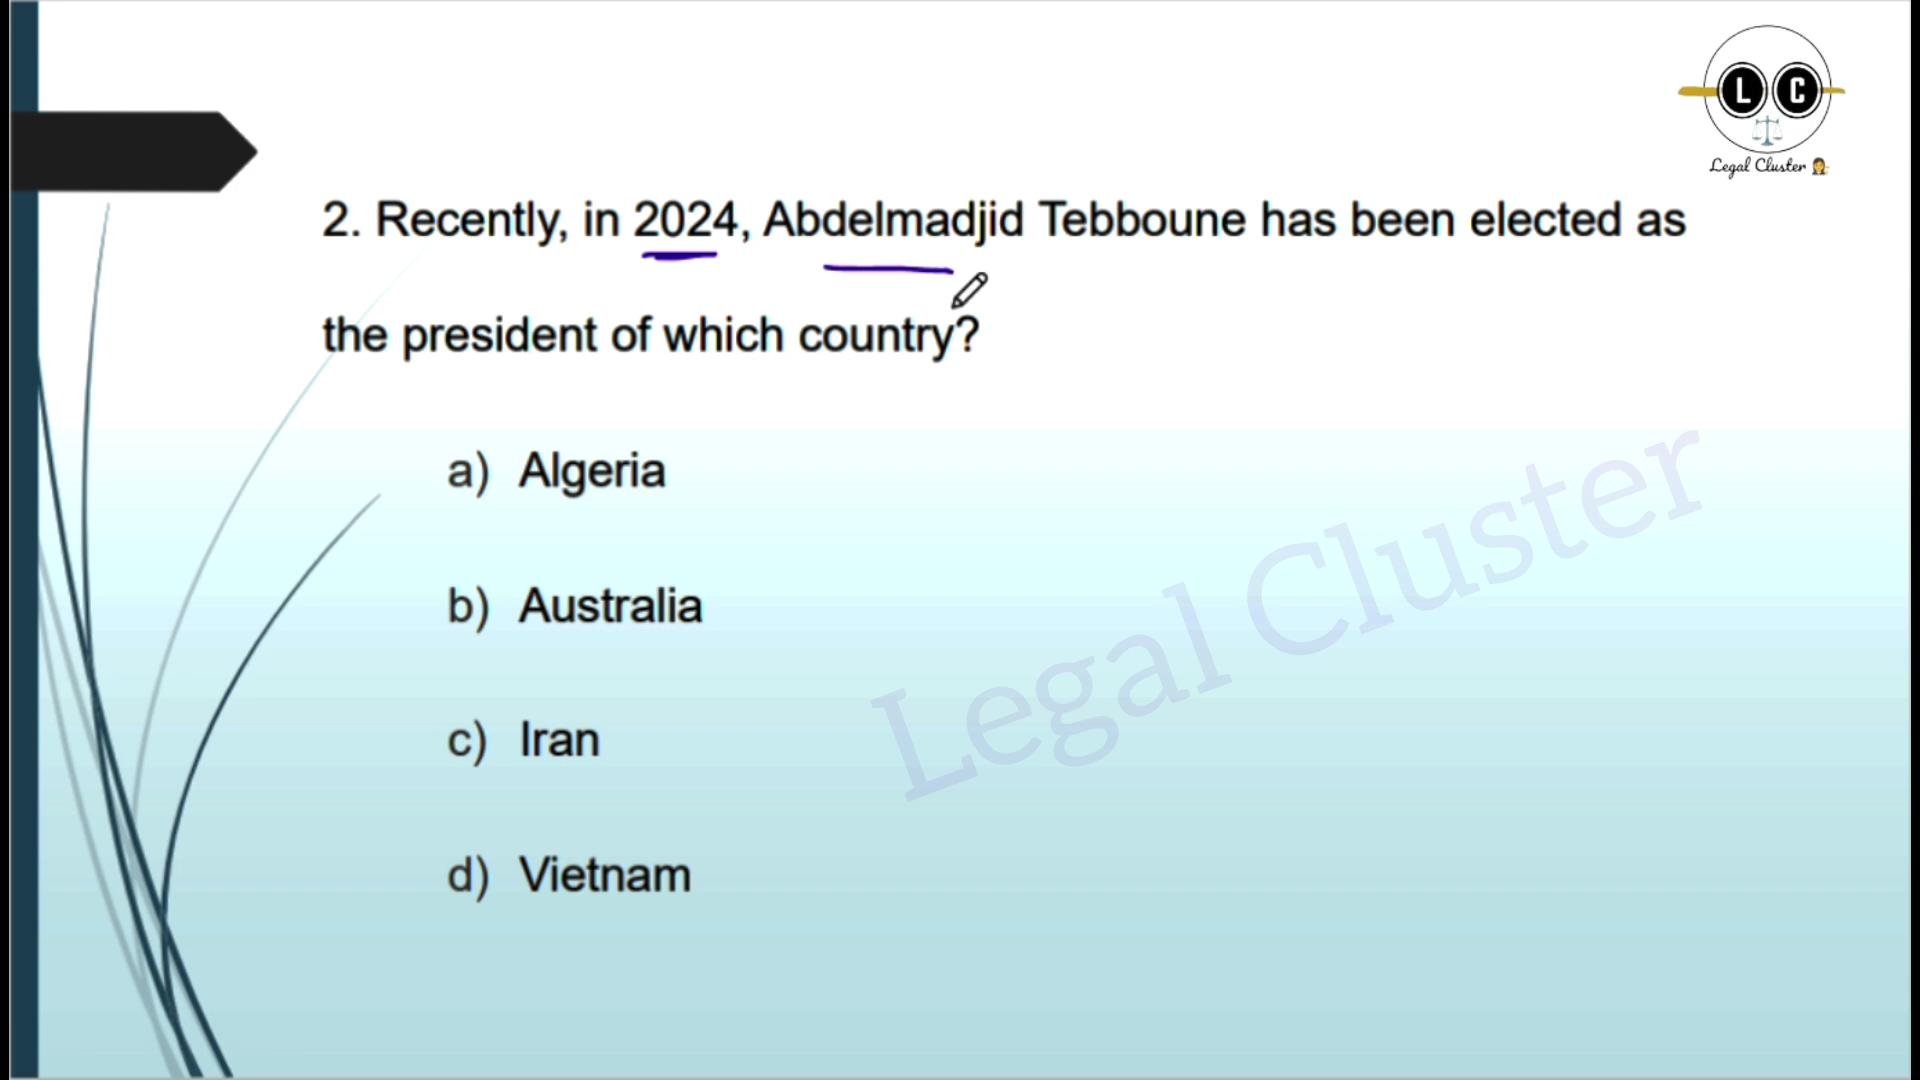 L C
Legal Cluster
2. Recently, in 2024, Abdelmadjid Tebboune has been elected as
the president of which country?
a) Algeria
b) Australia
c) Iran
d) Vietnam
Legal Cluster